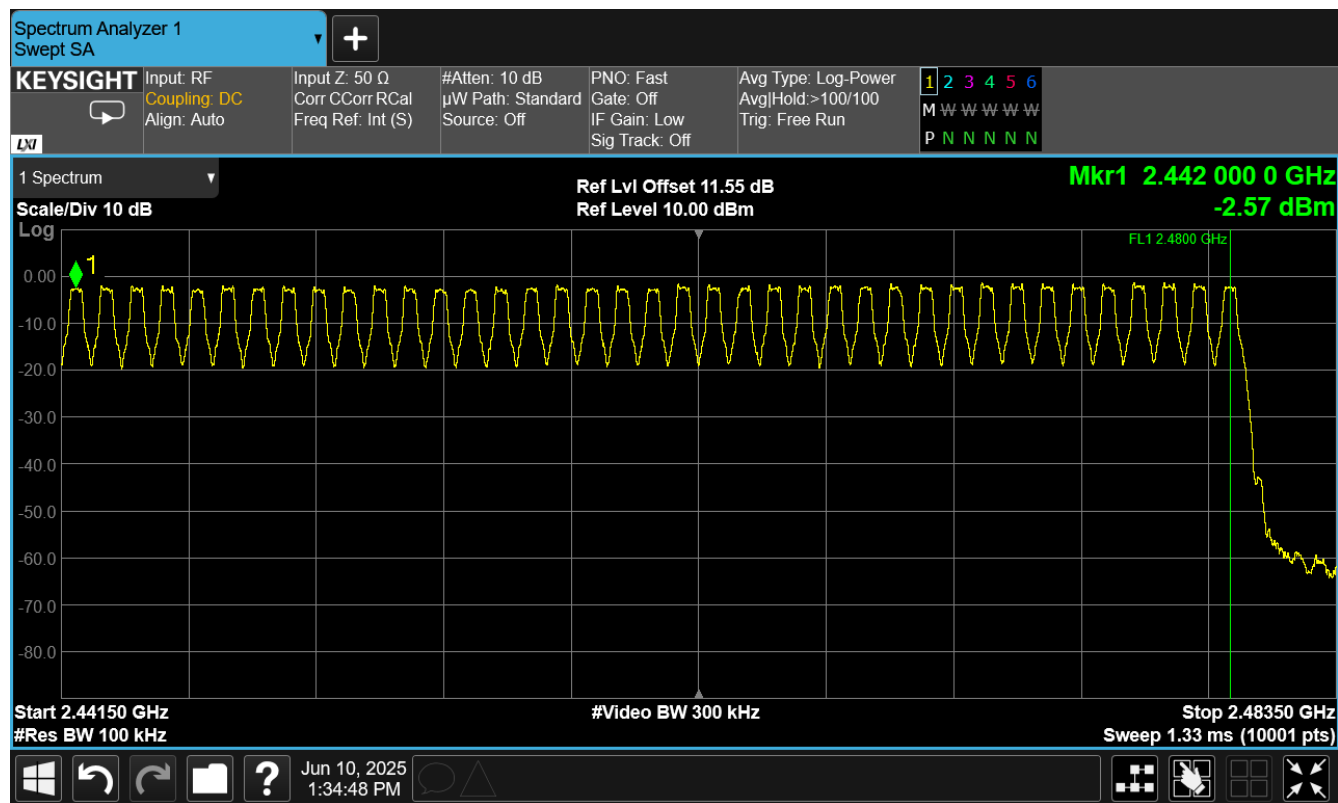 Spectrum Analyzer 1
Swept SA
KEYSIGHT
LXI
Input: RF
Coupling: DC
Align: Auto
Input Z: 50 Ω
Corr CCorr RCal
Freq Ref: Int (S)
#Atten: 10 dB
µW Path: Standard
Source: Off
PNO: Fast
Gate: Off
IF Gain: Low
Sig Track: Off
Avg Type: Log-Power
Avg|Hold:>100/100
Trig: Free Run
1 2 3 4 5 6
M W W W W W
P N N N N N
1 Spectrum
Scale/Div 10 dB
Log
Ref Lvl Offset 11.55 dB
Ref Level 10.00 dBm
Mkr1 2.442 000 0 GHz
-2.57 dBm
FL1 2.4800 GHz
1
0.00
-10.0
-20.0
-30.0
-40.0
-50.0
-60.0
-70.0
-80.0
Start 2.44150 GHz
#Res BW 100 kHz
#Video BW 300 kHz
Stop 2.48350 GHz
Sweep 1.33 ms (10001 pts)
?
Jun 10, 2025
1:34:48 PM